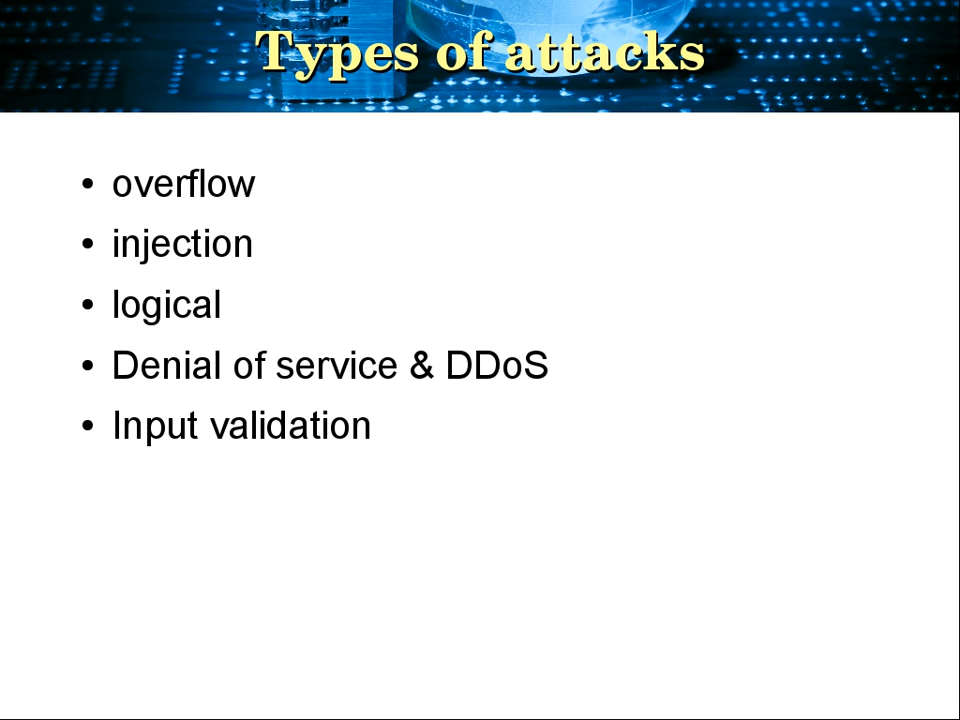 Types of attacks
• overflow
• injection
• logical
• Denial of service & DDoS
• Input validation